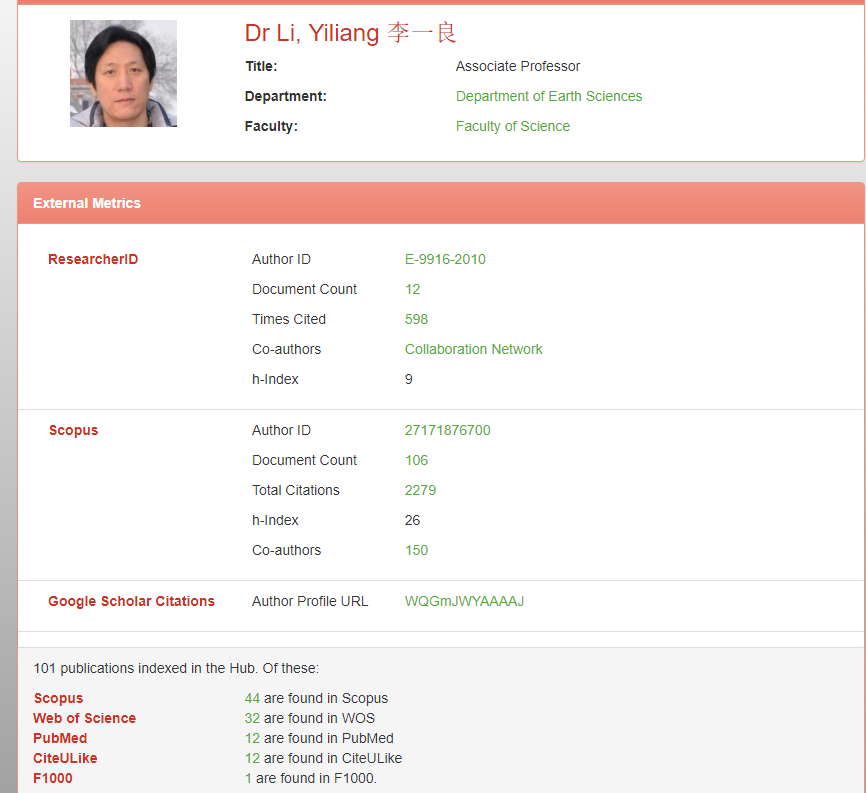 Dr Li, Yiliang 李一良
Title: Associate Professor
Department: Department of Earth Sciences
Faculty: Faculty of Science
External Metrics
ResearcherID Author ID E-9916-2010
Document Count 12
Times Cited 598
Co-authors Collaboration Network
h-Index 9
Scopus Author ID 27171876700
Document Count 106
Total Citations 2279
h-Index 26
Co-authors 150
Google Scholar Citations Author Profile URL WQGmJWYAAAAJ
101 publications indexed in the Hub. Of these:
Scopus 44 are found in Scopus
Web of Science 32 are found in WOS
PubMed 12 are found in PubMed
CiteULike 12 are found in CiteULike
F1000 1 are found in F1000.